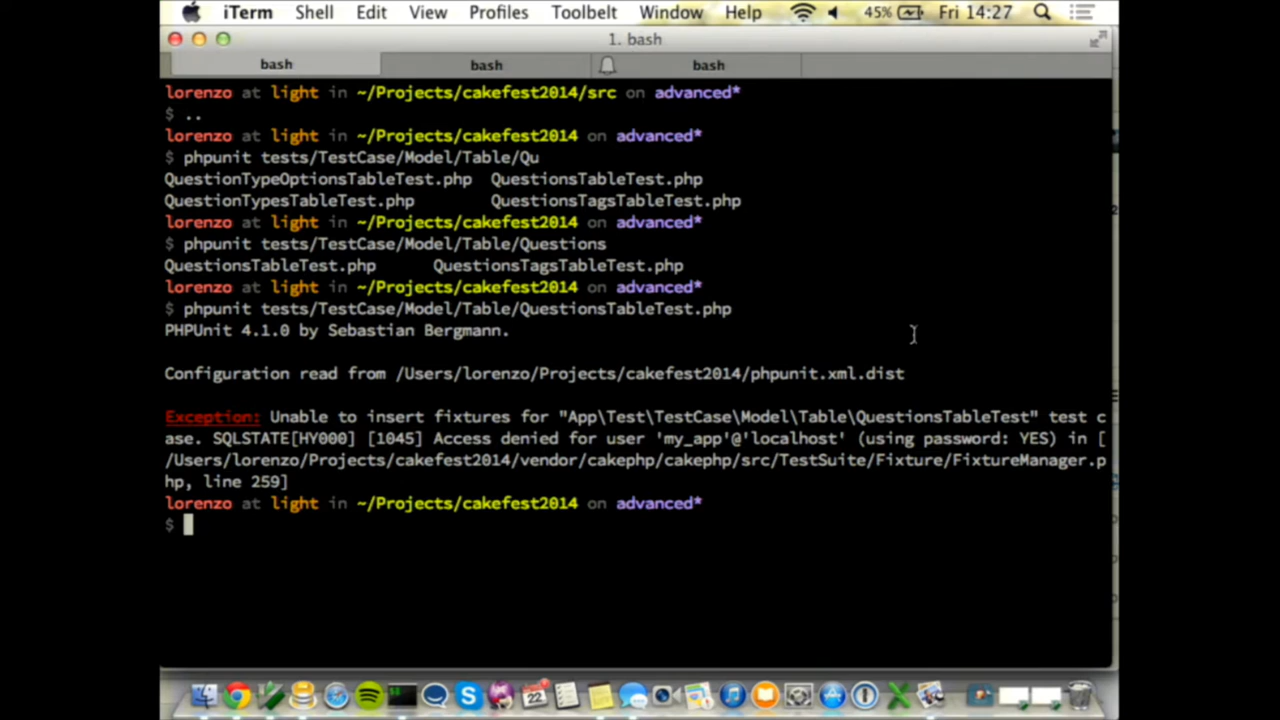 iTerm Shell Edit View Profiles Toolbelt Window Help 45% Fri 14:27
1. bash
bash bash bash
lorenzo at light in ~/Projects/cakefest2014/src on advanced*
$ ..
lorenzo at light in ~/Projects/cakefest2014 on advanced*
$ phpunit tests/TestCase/Model/Table/Qu
QuestionTypeOptionsTableTest.php QuestionsTableTest.php
QuestionTypesTableTest.php QuestionsTagsTableTest.php
lorenzo at light in ~/Projects/cakefest2014 on advanced*
$ phpunit tests/TestCase/Model/Table/Questions
QuestionsTableTest.php QuestionsTagsTableTest.php
lorenzo at light in ~/Projects/cakefest2014 on advanced*
$ phpunit tests/TestCase/Model/Table/QuestionsTableTest.php
PHPUnit 4.1.0 by Sebastian Bergmann.
Configuration read from /Users/lorenzo/Projects/cakefest2014/phpunit.xml.dist
Exception: Unable to insert fixtures for "App\Test\TestCase\Model\Table\QuestionsTableTest" test c
ase. SQLSTATE[HY000] [1045] Access denied for user 'my_app'@'localhost' (using password: YES) in [
/Users/lorenzo/Projects/cakefest2014/vendor/cakephp/cakephp/src/TestSuite/Fixture/FixtureManager.p
hp, line 259]
lorenzo at light in ~/Projects/cakefest2014 on advanced*
$
22